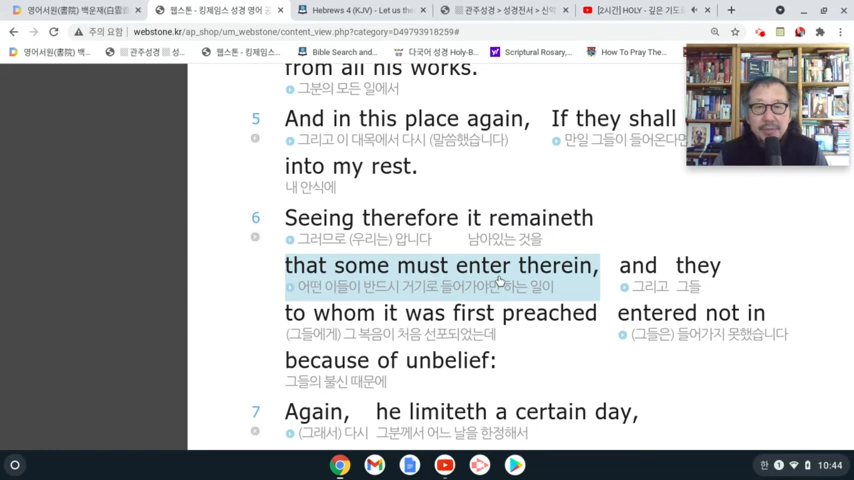 영어서원(書院) 백운재(白雲齋
웹스톤 - 킹제임스 성경 영어 공
Hebrews 4 (KJV) - Let us the
관주성경 > 성경전서 > 신약
[2시간] HOLY - 깊은 기도
주의 요함
webstone.kr/ap_shop/um_webstone/content_view.php?category=D49793918259#
영어서원(書院) 백...
관주성경 성...
웹스톤 - 킹제임스...
Bible Search and...
다국어 성경 Holy-B...
Scriptural Rosary,...
How To Pray The...
from all his works.
그분의 모든 일에서
5 And in this place again, If they shall
그리고 이 대목에서 다시 (말씀했습니다) 만일 그들이 들어온다면
into my rest.
내 안식에
6 Seeing therefore it remaineth
그러므로 (우리는) 압니다 남아있는 것을
that some must enter therein, and they
어떤 이들이 반드시 거기로 들어가야만 하는 일이 그리고 그들
to whom it was first preached entered not in
(그들에게) 그 복음이 처음 선포되었는데 (그들은) 들어가지 못했습니다
because of unbelief:
그들의 불신 때문에
7 Again, he limiteth a certain day,
(그래서) 다시 그분께서 어느 날을 한정해서
한 1 10:44